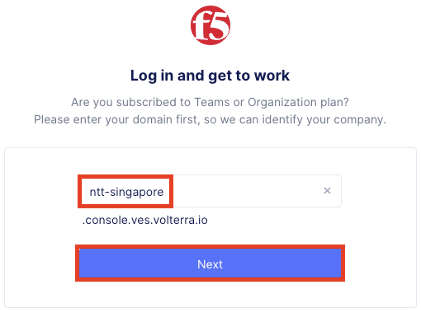 f5
Log in and get to work
Are you subscribed to Teams or Organization plan?
Please enter your domain first, so we can identify your company.
ntt-singapore ×
.console.ves.volterra.io
Next